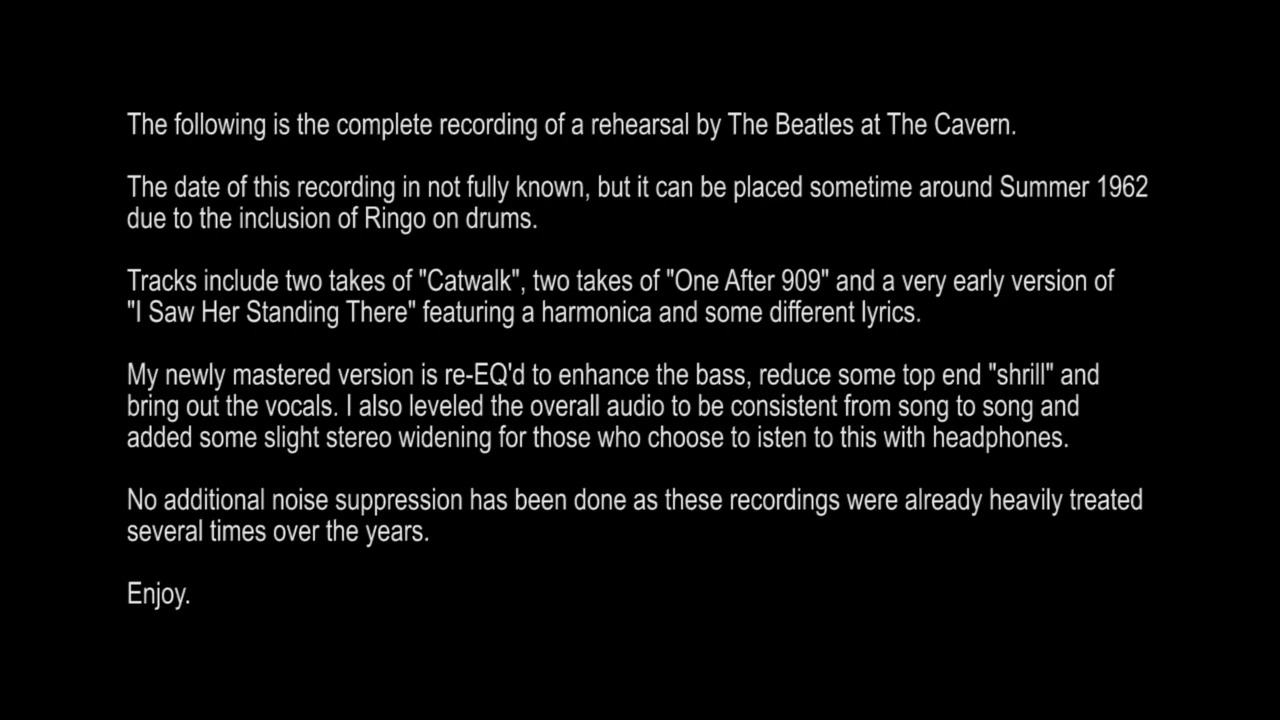 The following is the complete recording of a rehearsal by The Beatles at The Cavern.
The date of this recording in not fully known, but it can be placed sometime around Summer 1962
due to the inclusion of Ringo on drums.
Tracks include two takes of "Catwalk", two takes of "One After 909" and a very early version of
"I Saw Her Standing There" featuring a harmonica and some different lyrics.
My newly mastered version is re-EQ'd to enhance the bass, reduce some top end "shrill" and
bring out the vocals. I also leveled the overall audio to be consistent from song to song and
added some slight stereo widening for those who choose to isten to this with headphones.
No additional noise suppression has been done as these recordings were already heavily treated
several times over the years.
Enjoy.